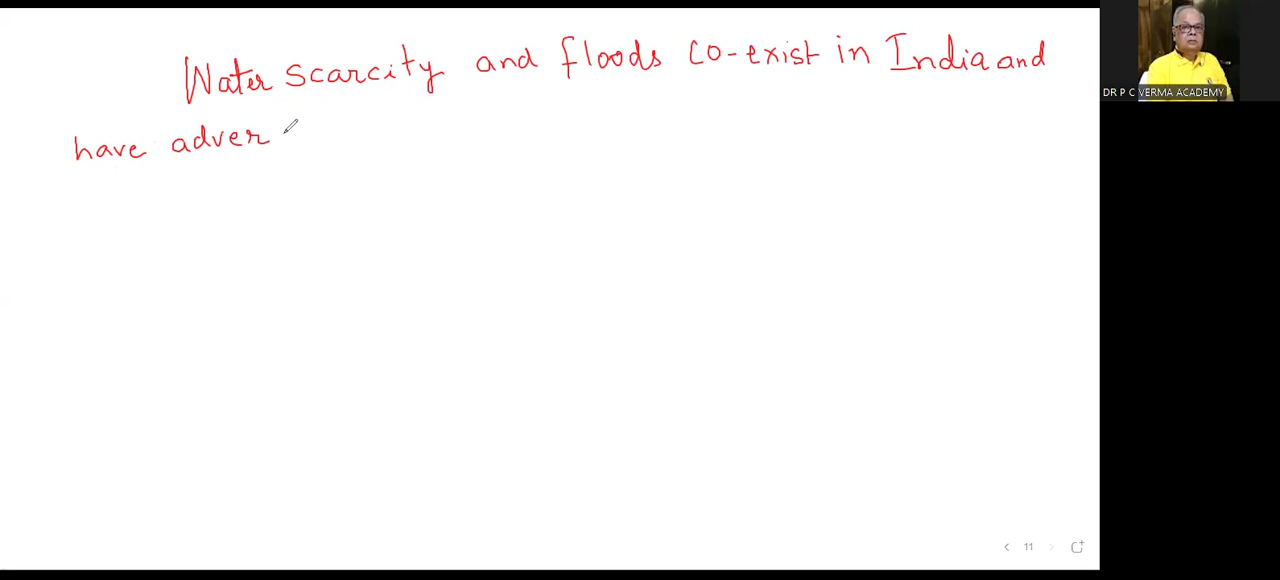 Water scarcity and floods co-exist in India and
have adver
DR P C VERMA ACADEMY
11